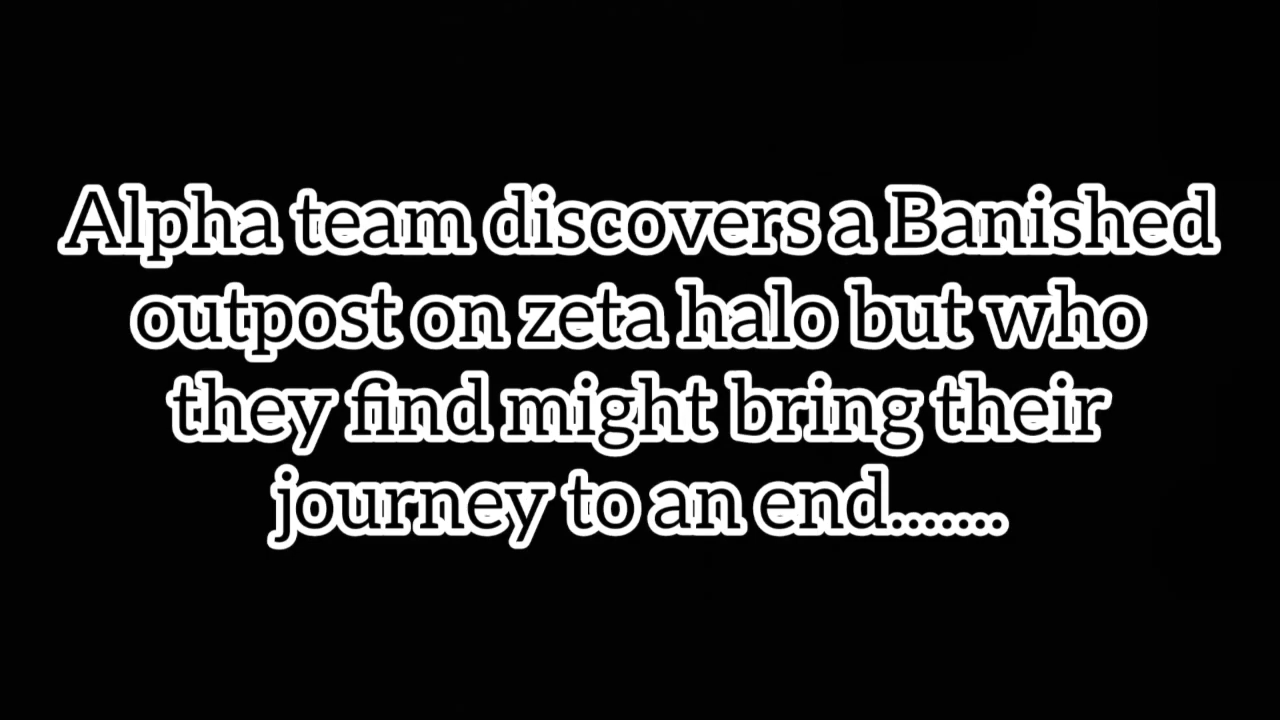 Alpha team discovers a Banished
outpost on zeta halo but who
they find might bring their
journey to an end.......